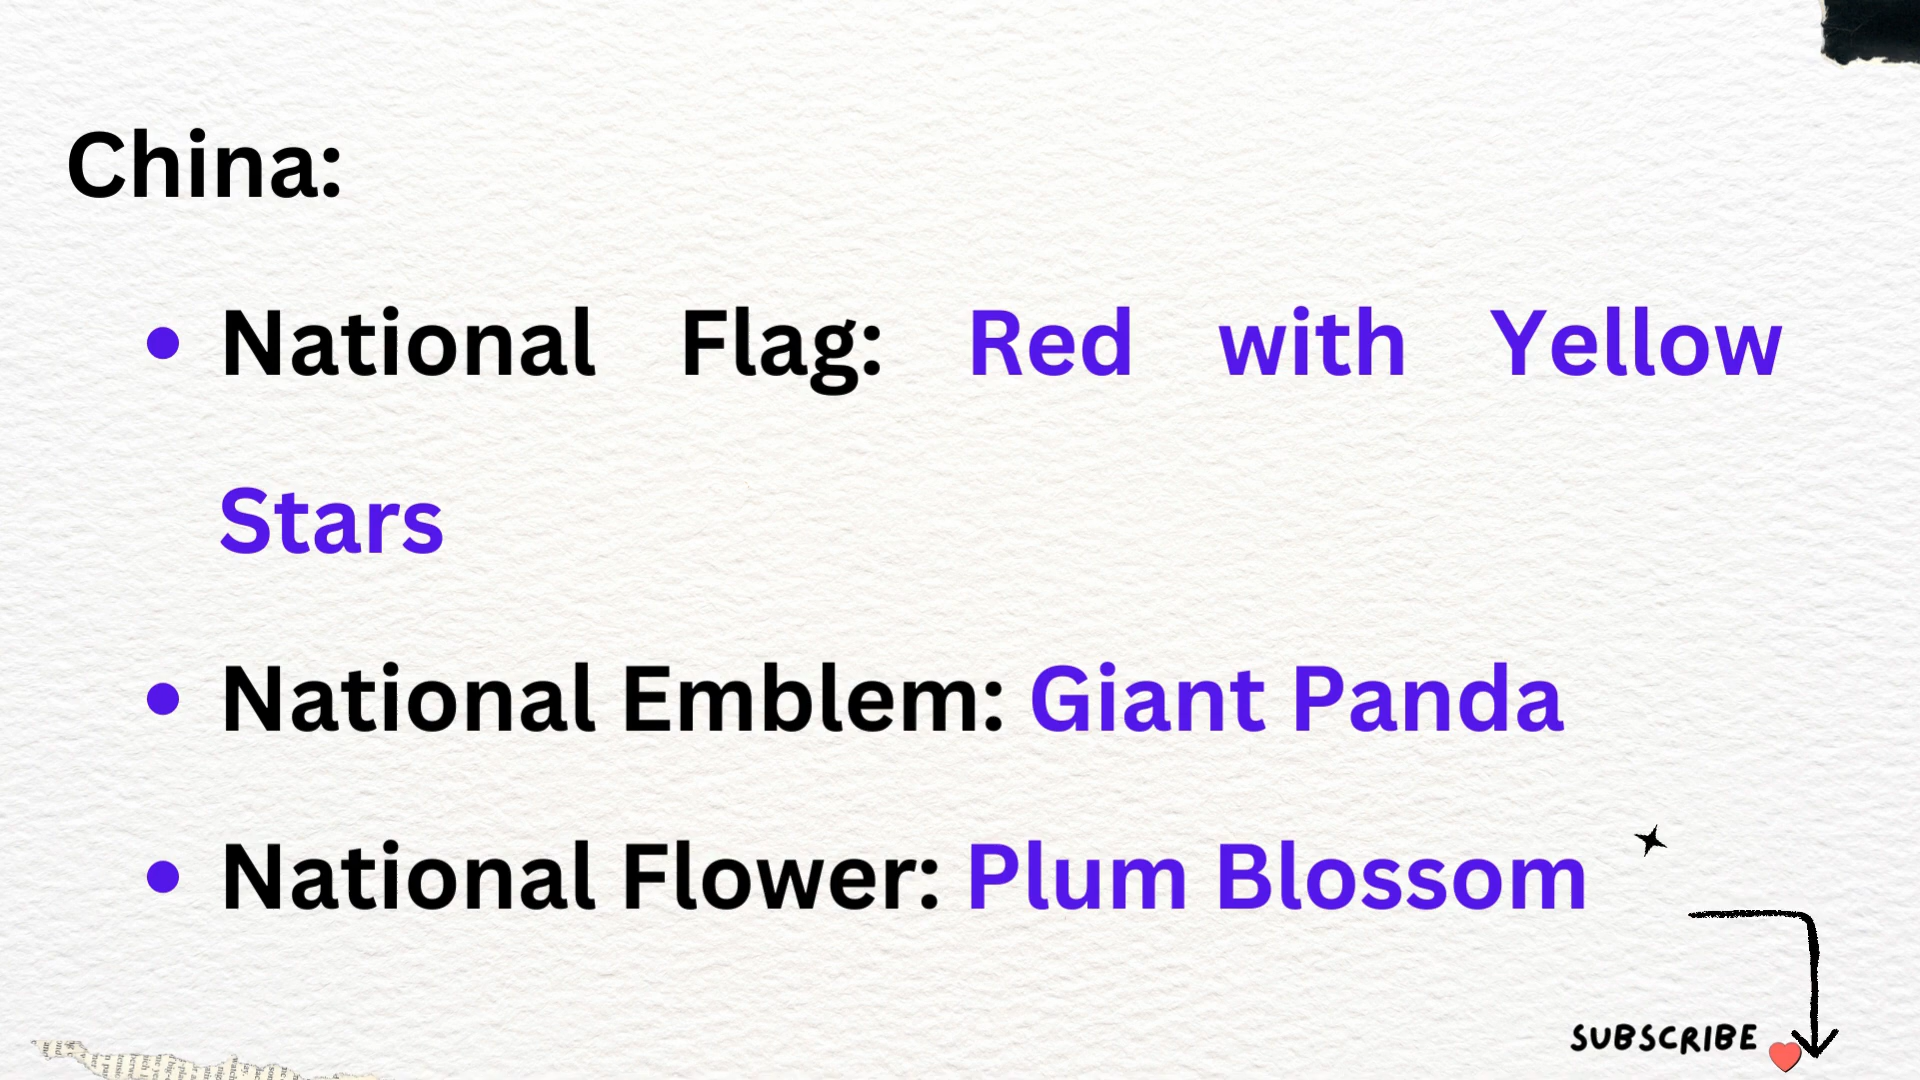 China:
• National Flag: Red with Yellow
Stars
• National Emblem: Giant Panda
• National Flower: Plum Blossom
SUBSCRIBE